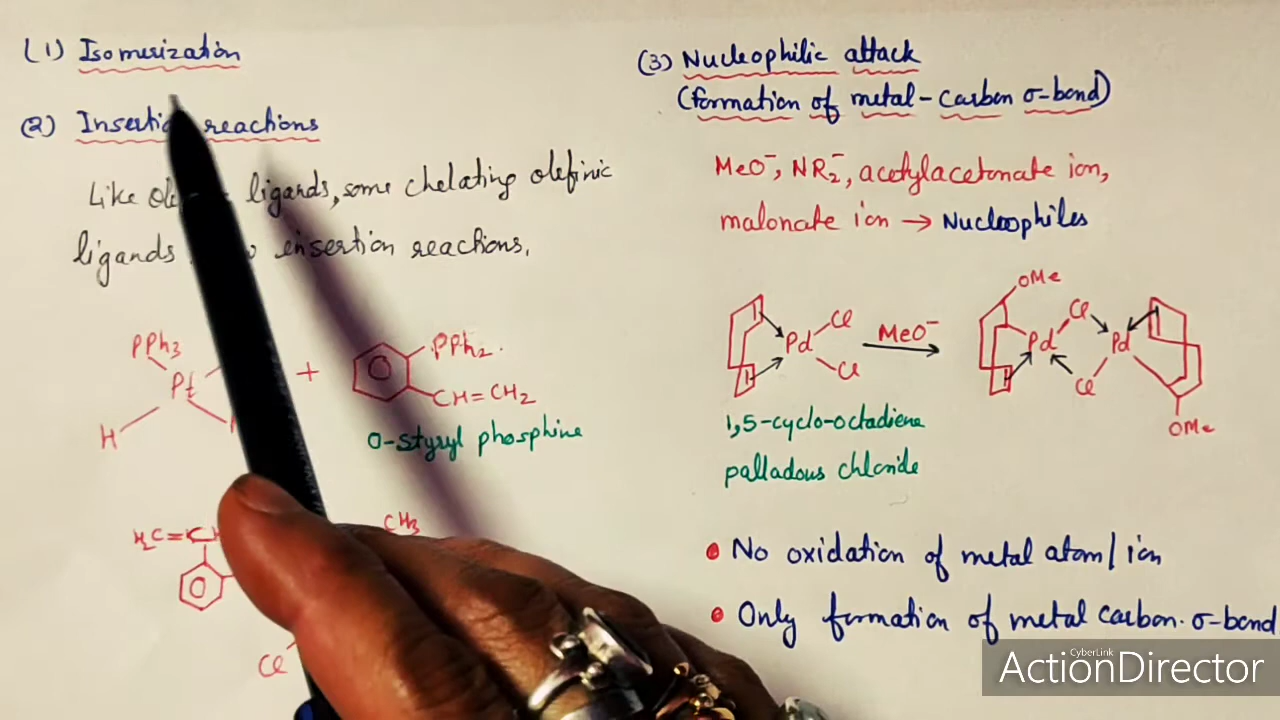 (1) Isomerization
(2) Insertion reactions
Like ligands, some chelating olefinic
ligands insertion reactions.
PPh3
Pt
H
+
PPh2.
CH=CH2
O-styryl phosphine
H2C=CH
CH3
Cl
(3) Nucleophilic attack
(formation of metal-carbon σ-bond)
MeO⁻, NR2⁻, acetylacetonate ion,
malonate ion → Nucleophiles
Pd
Cl
Cl
MeO⁻
OMe
Pd
Cl
Cl
Pd
OMe
1,5-cyclo-octadiene
palladous chloride
• No oxidation of metal atom/ion
• Only formation of metal carbon. σ-bond
CyberLink
ActionDirector